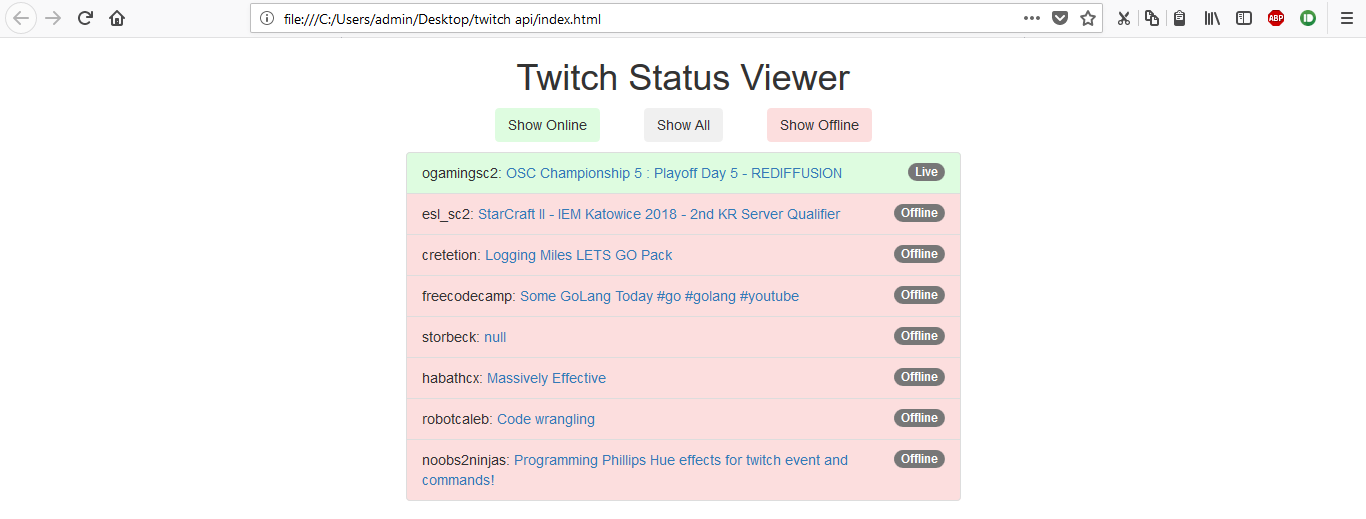 file:///C:/Users/admin/Desktop/twitch api/index.html
ABP
Twitch Status Viewer
Show Online Show All Show Offline
ogamingsc2: OSC Championship 5 : Playoff Day 5 - REDIFFUSION Live
esl_sc2: StarCraft II - IEM Katowice 2018 - 2nd KR Server Qualifier Offline
cretetion: Logging Miles LETS GO Pack Offline
freecodecamp: Some GoLang Today #go #golang #youtube Offline
storbeck: null Offline
habathcx: Massively Effective Offline
robotcaleb: Code wrangling Offline
noobs2ninjas: Programming Phillips Hue effects for twitch event and Offline
commands!